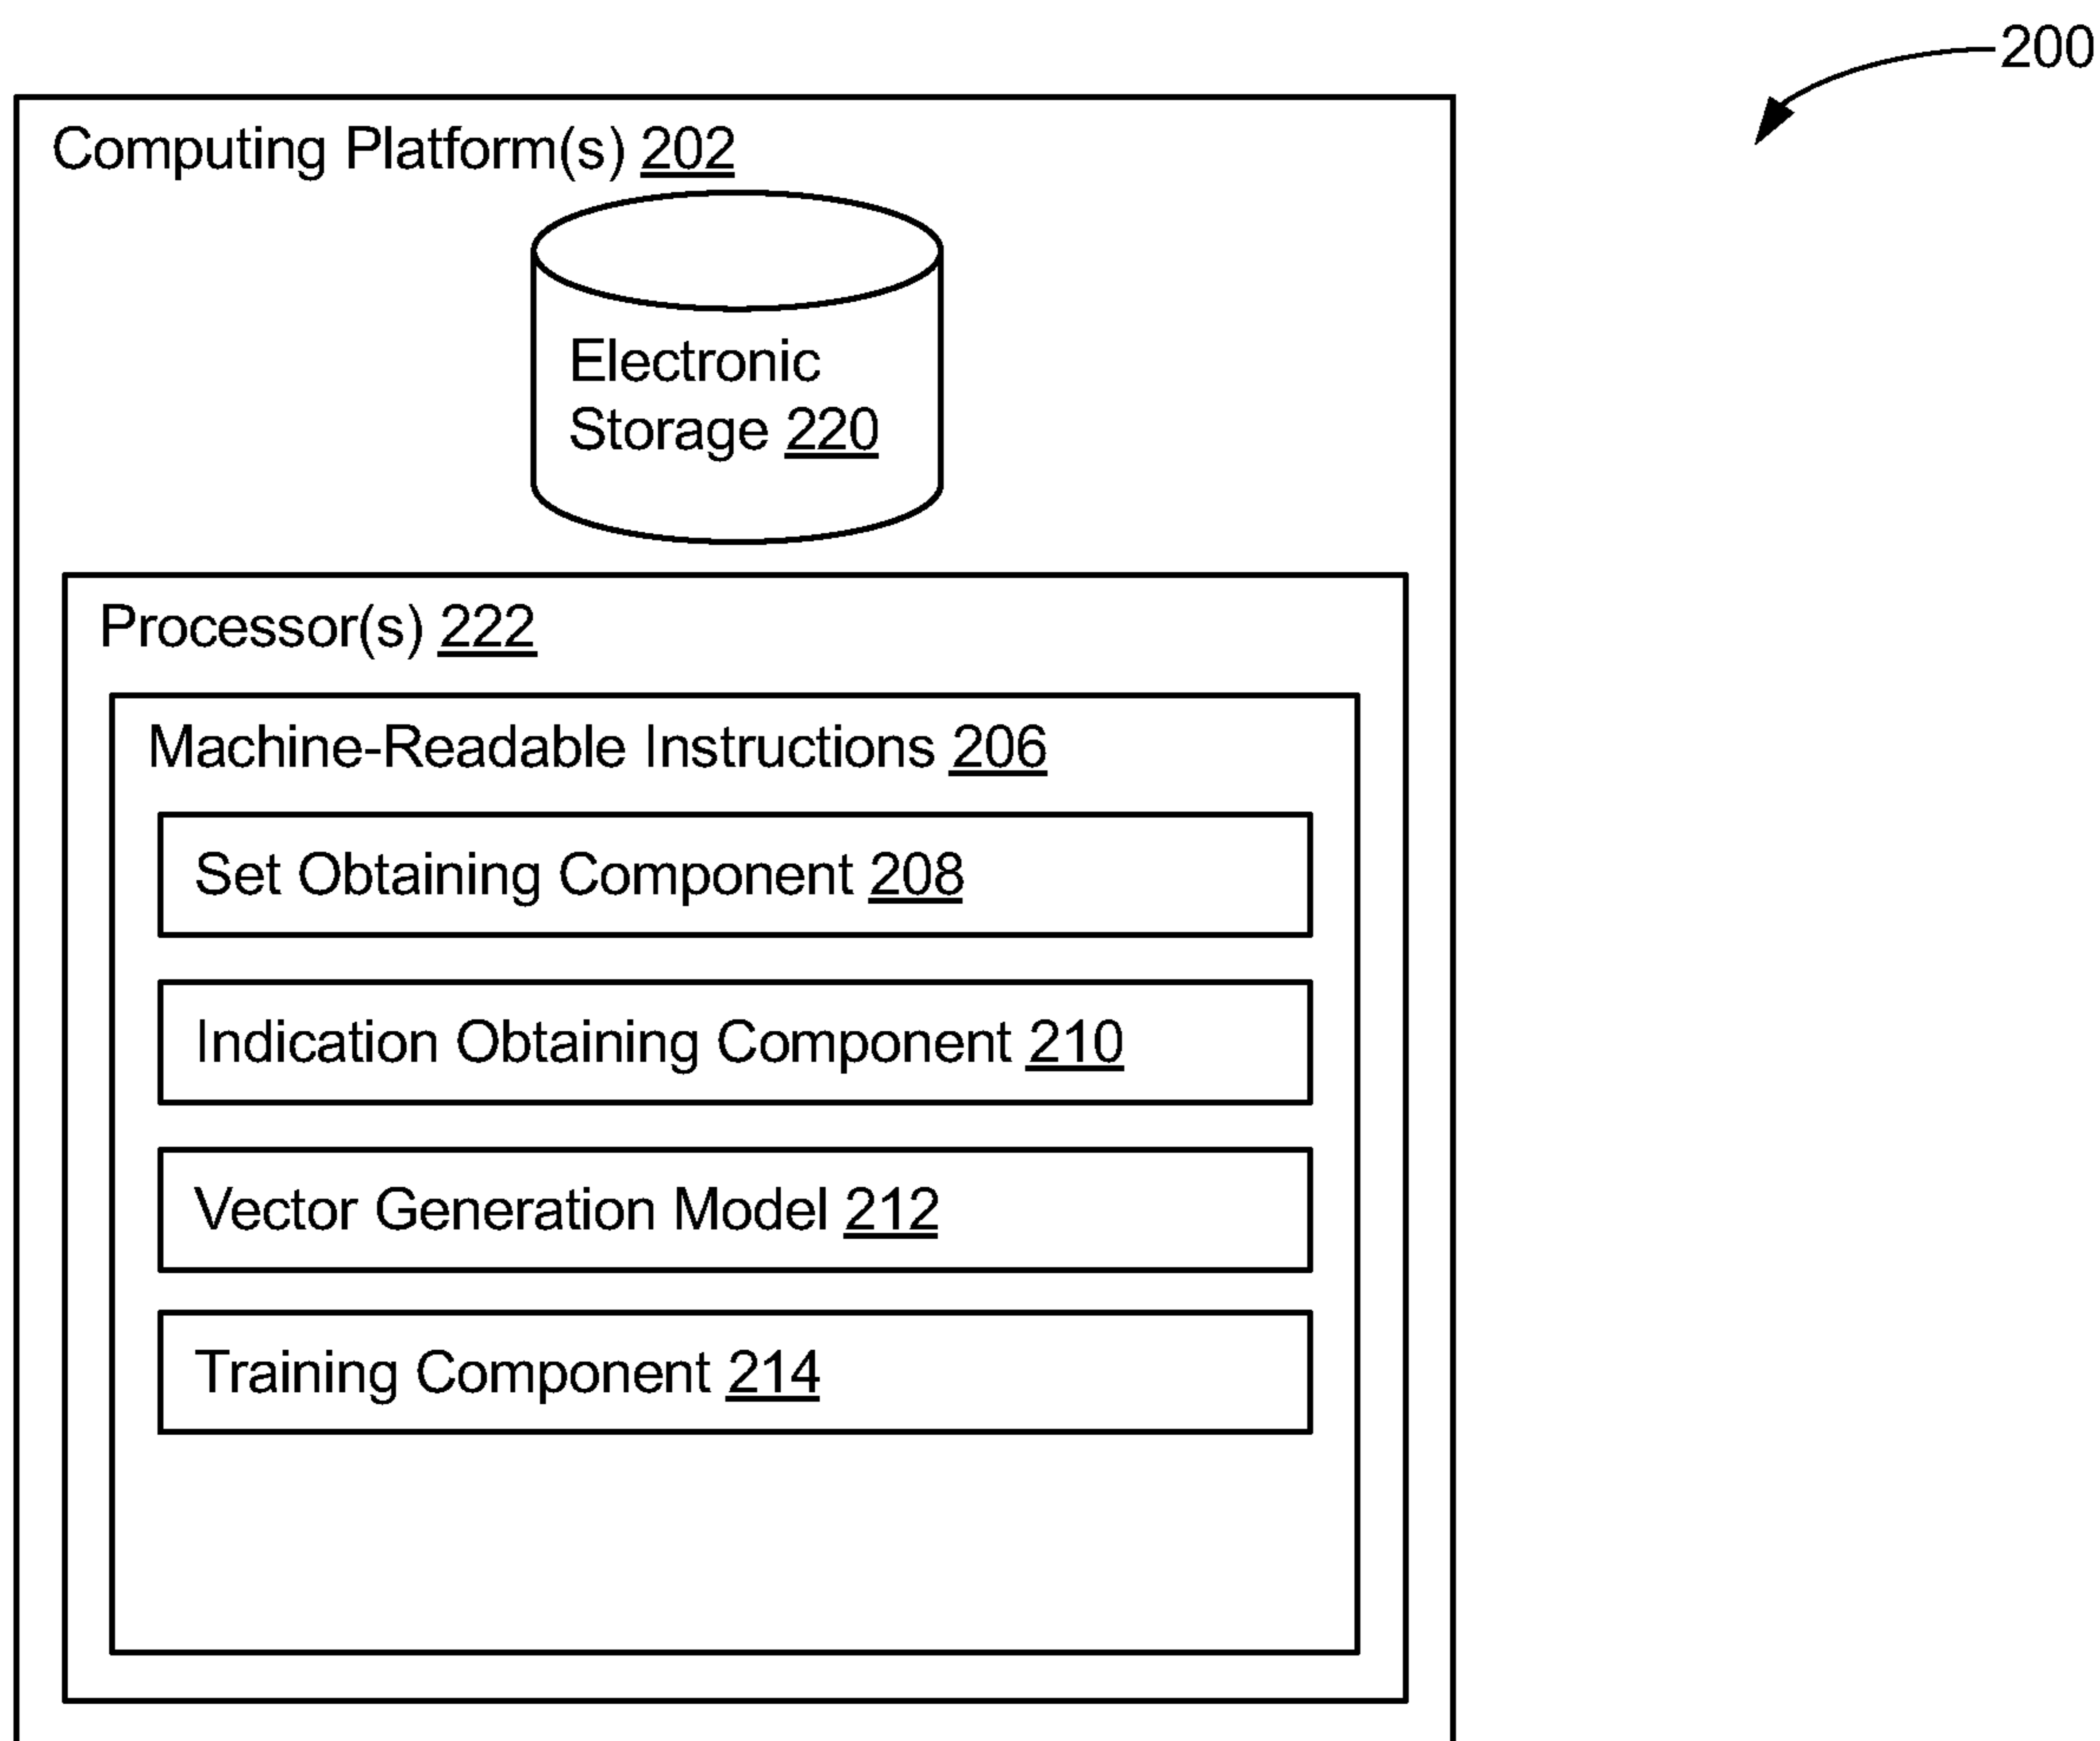 200
Computing Platform(s) 202
Electronic
Storage 220
Processor(s) 222
Machine-Readable Instructions 206
Set Obtaining Component 208
Indication Obtaining Component 210
Vector Generation Model 212
Training Component 214